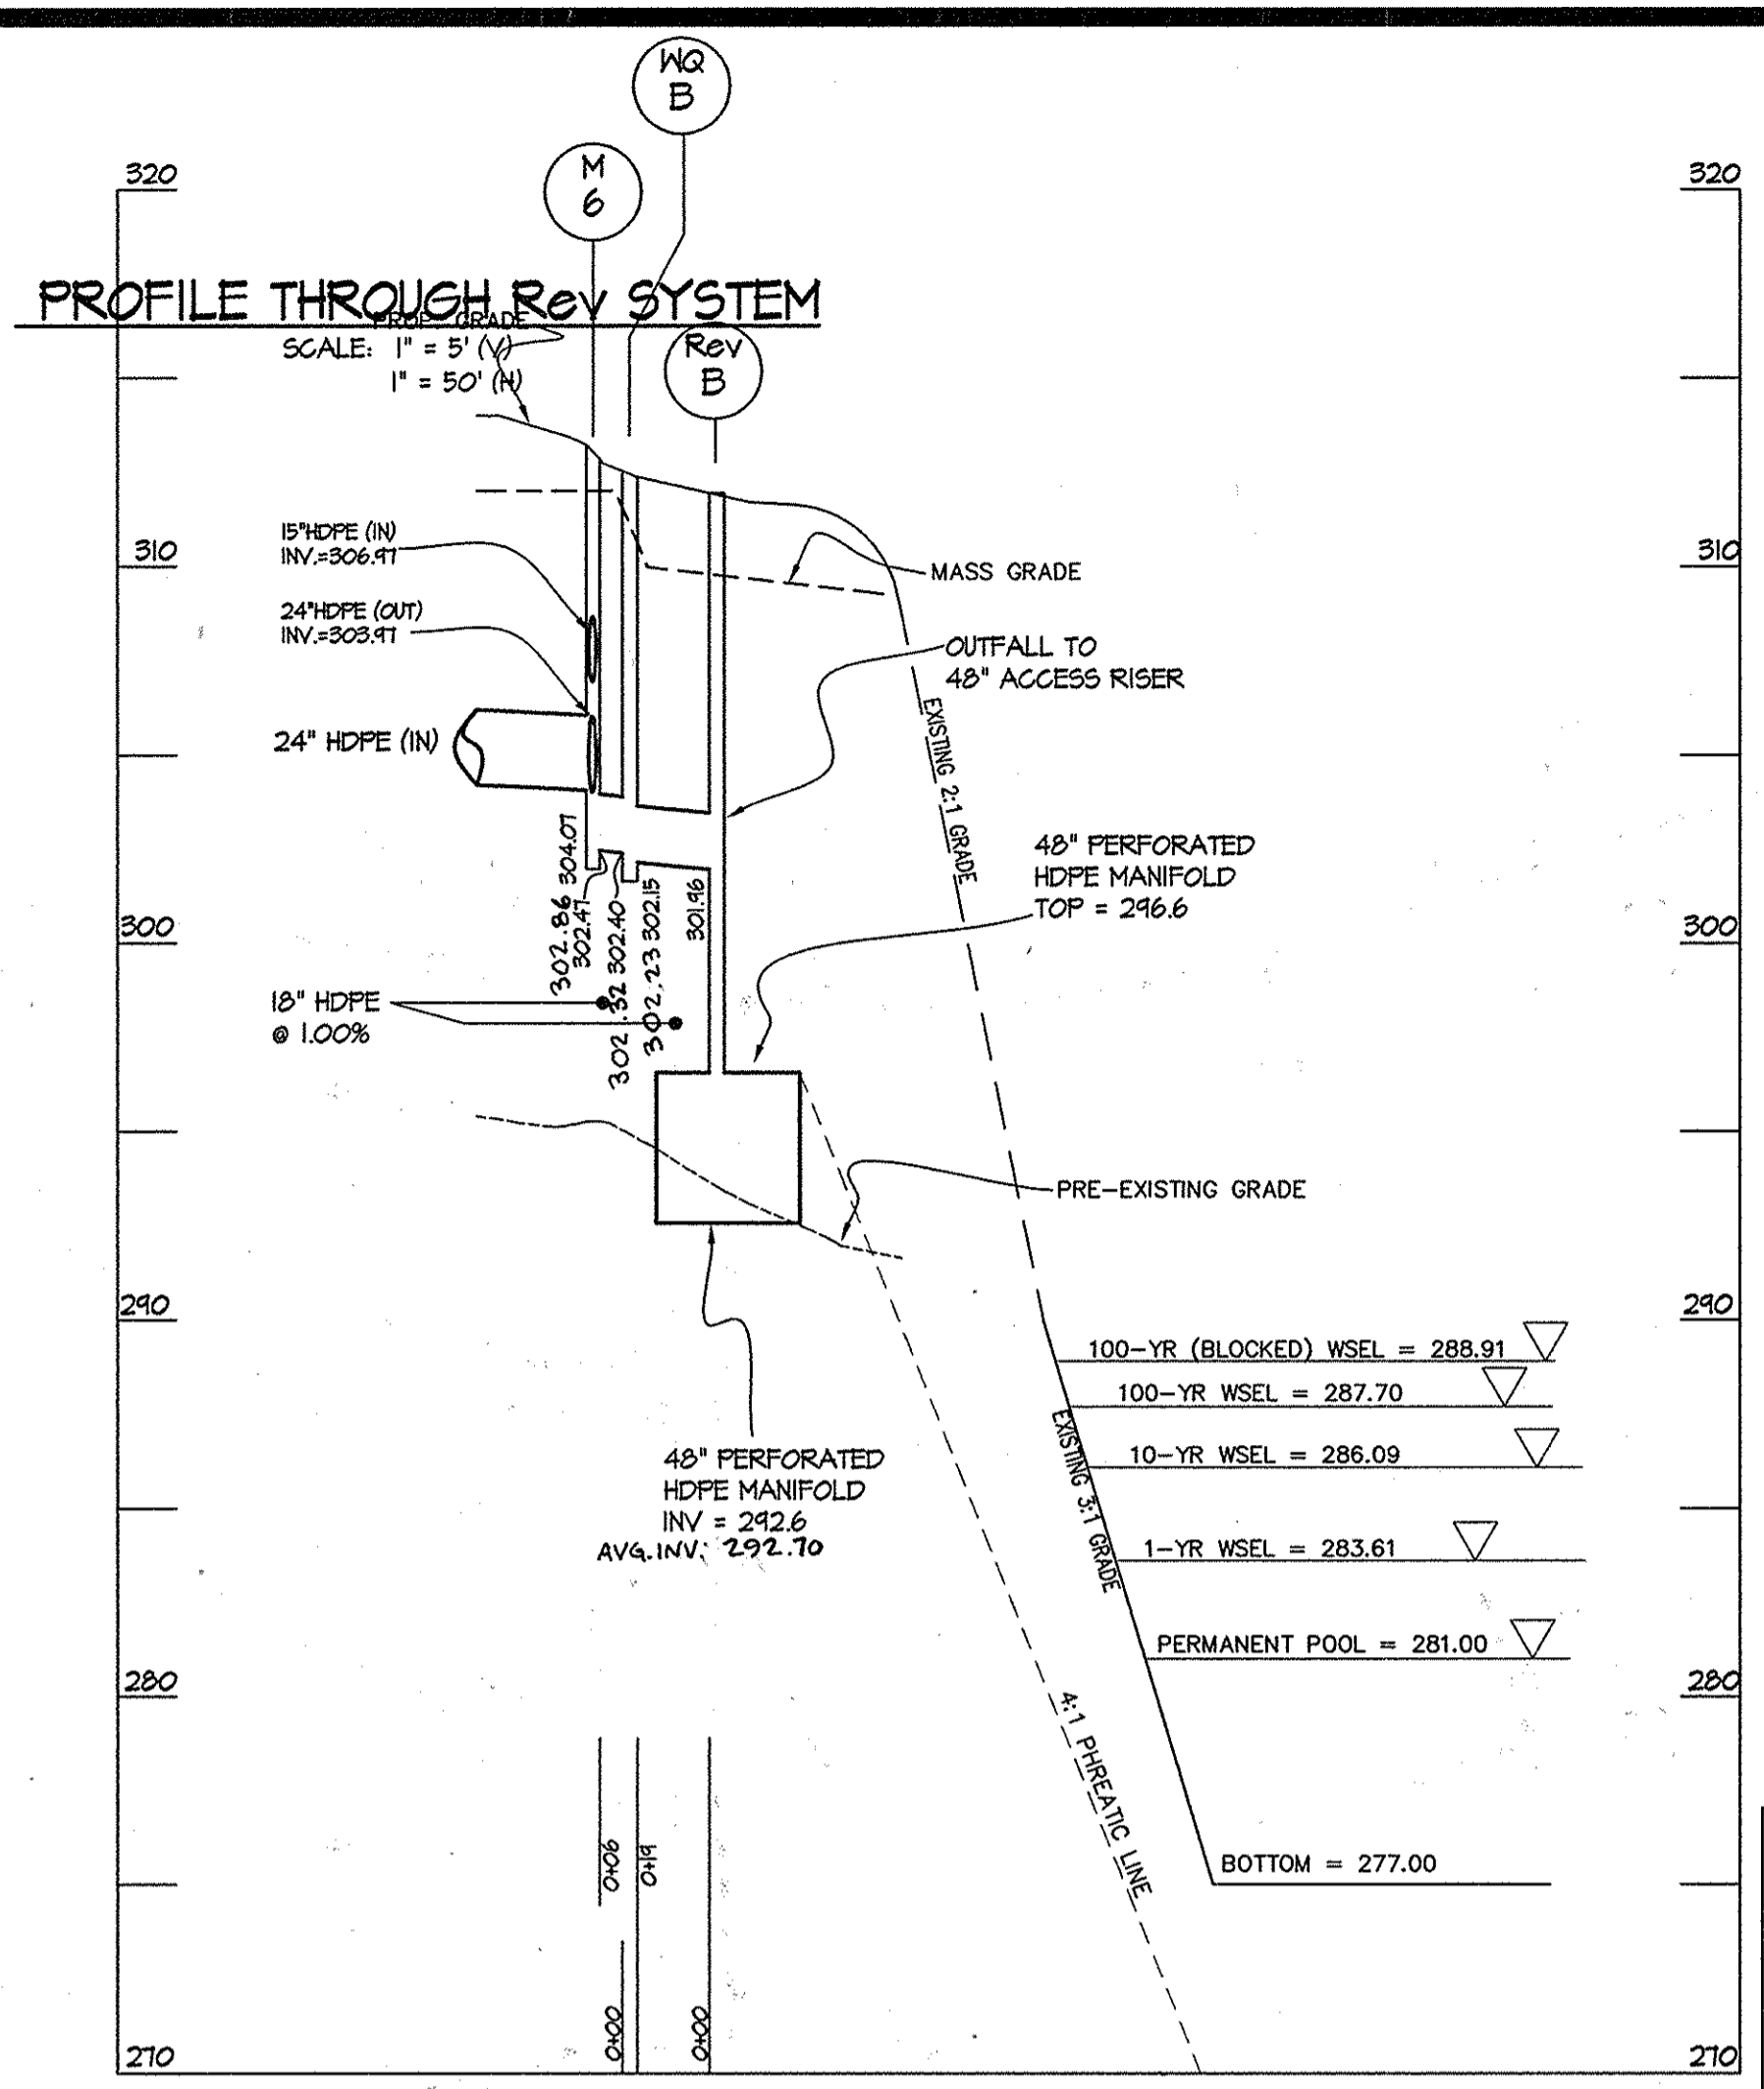 WQ
B
M
6
320
320
PROFILE THROUGH Rev SYSTEM
PROP. GRADE
SCALE: 1" = 5' (V)
1" = 50' (H)
Rev
B
15"HDPE (IN)
INV.=306.97
310
310
MASS GRADE
24"HDPE (OUT)
INV.=303.97
OUTFALL TO
48" ACCESS RISER
24" HDPE (IN)
EXISTING 2:1 GRADE
48" PERFORATED
HDPE MANIFOLD
TOP = 296.6
302.86 304.07
302.47
302.32 302.40
302.23 302.15
301.96
300
300
18" HDPE
@ 1.00%
PRE-EXISTING GRADE
290
290
100-YR (BLOCKED) WSEL = 288.91
100-YR WSEL = 287.70
10-YR WSEL = 286.09
EXISTING 3:1 GRADE
48" PERFORATED
HDPE MANIFOLD
INV = 292.6
AVG.INV: 292.70
1-YR WSEL = 283.61
PERMANENT POOL = 281.00
280
280
4:1 PHREATIC LINE
0+06
0+19
BOTTOM = 277.00
0+00
0+00
270
270